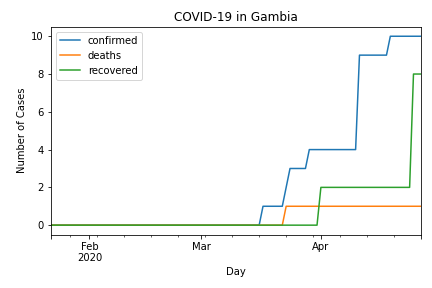 COVID-19 in Gambia
confirmed
deaths
recovered
Number of Cases
10
8
6
4
2
0
Feb
2020
Mar
Apr
Day